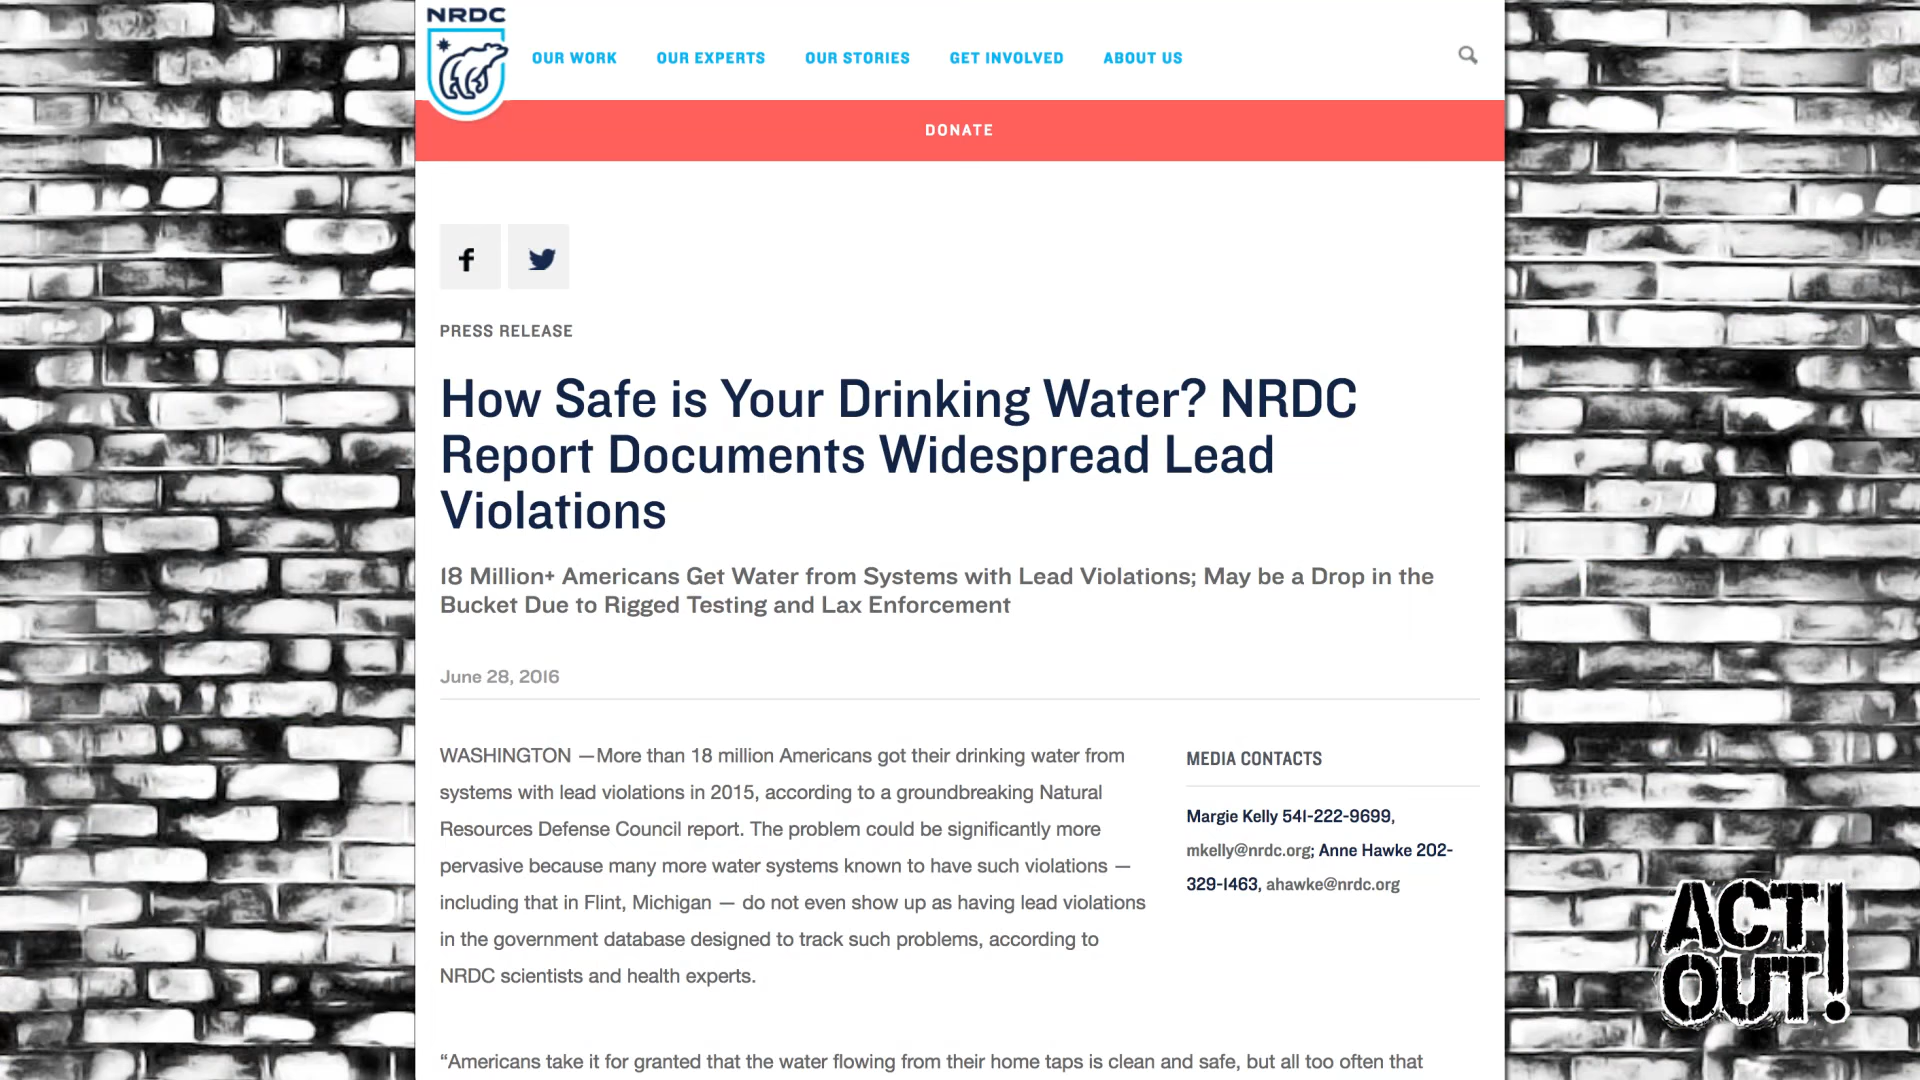 NRDC
OUR WORK OUR EXPERTS OUR STORIES GET INVOLVED ABOUT US
DONATE
PRESS RELEASE
How Safe is Your Drinking Water? NRDC
Report Documents Widespread Lead
Violations
18 Million+ Americans Get Water from Systems with Lead Violations; May be a Drop in the
Bucket Due to Rigged Testing and Lax Enforcement
June 28, 2016
WASHINGTON —More than 18 million Americans got their drinking water from
systems with lead violations in 2015, according to a groundbreaking Natural
Resources Defense Council report. The problem could be significantly more
pervasive because many more water systems known to have such violations —
including that in Flint, Michigan — do not even show up as having lead violations
in the government database designed to track such problems, according to
NRDC scientists and health experts.
“Americans take it for granted that the water flowing from their home taps is clean and safe, but all too often that
MEDIA CONTACTS
Margie Kelly 541-222-9699,
mkelly@nrdc.org; Anne Hawke 202-
329-1463, ahawke@nrdc.org
ACT
OUT!